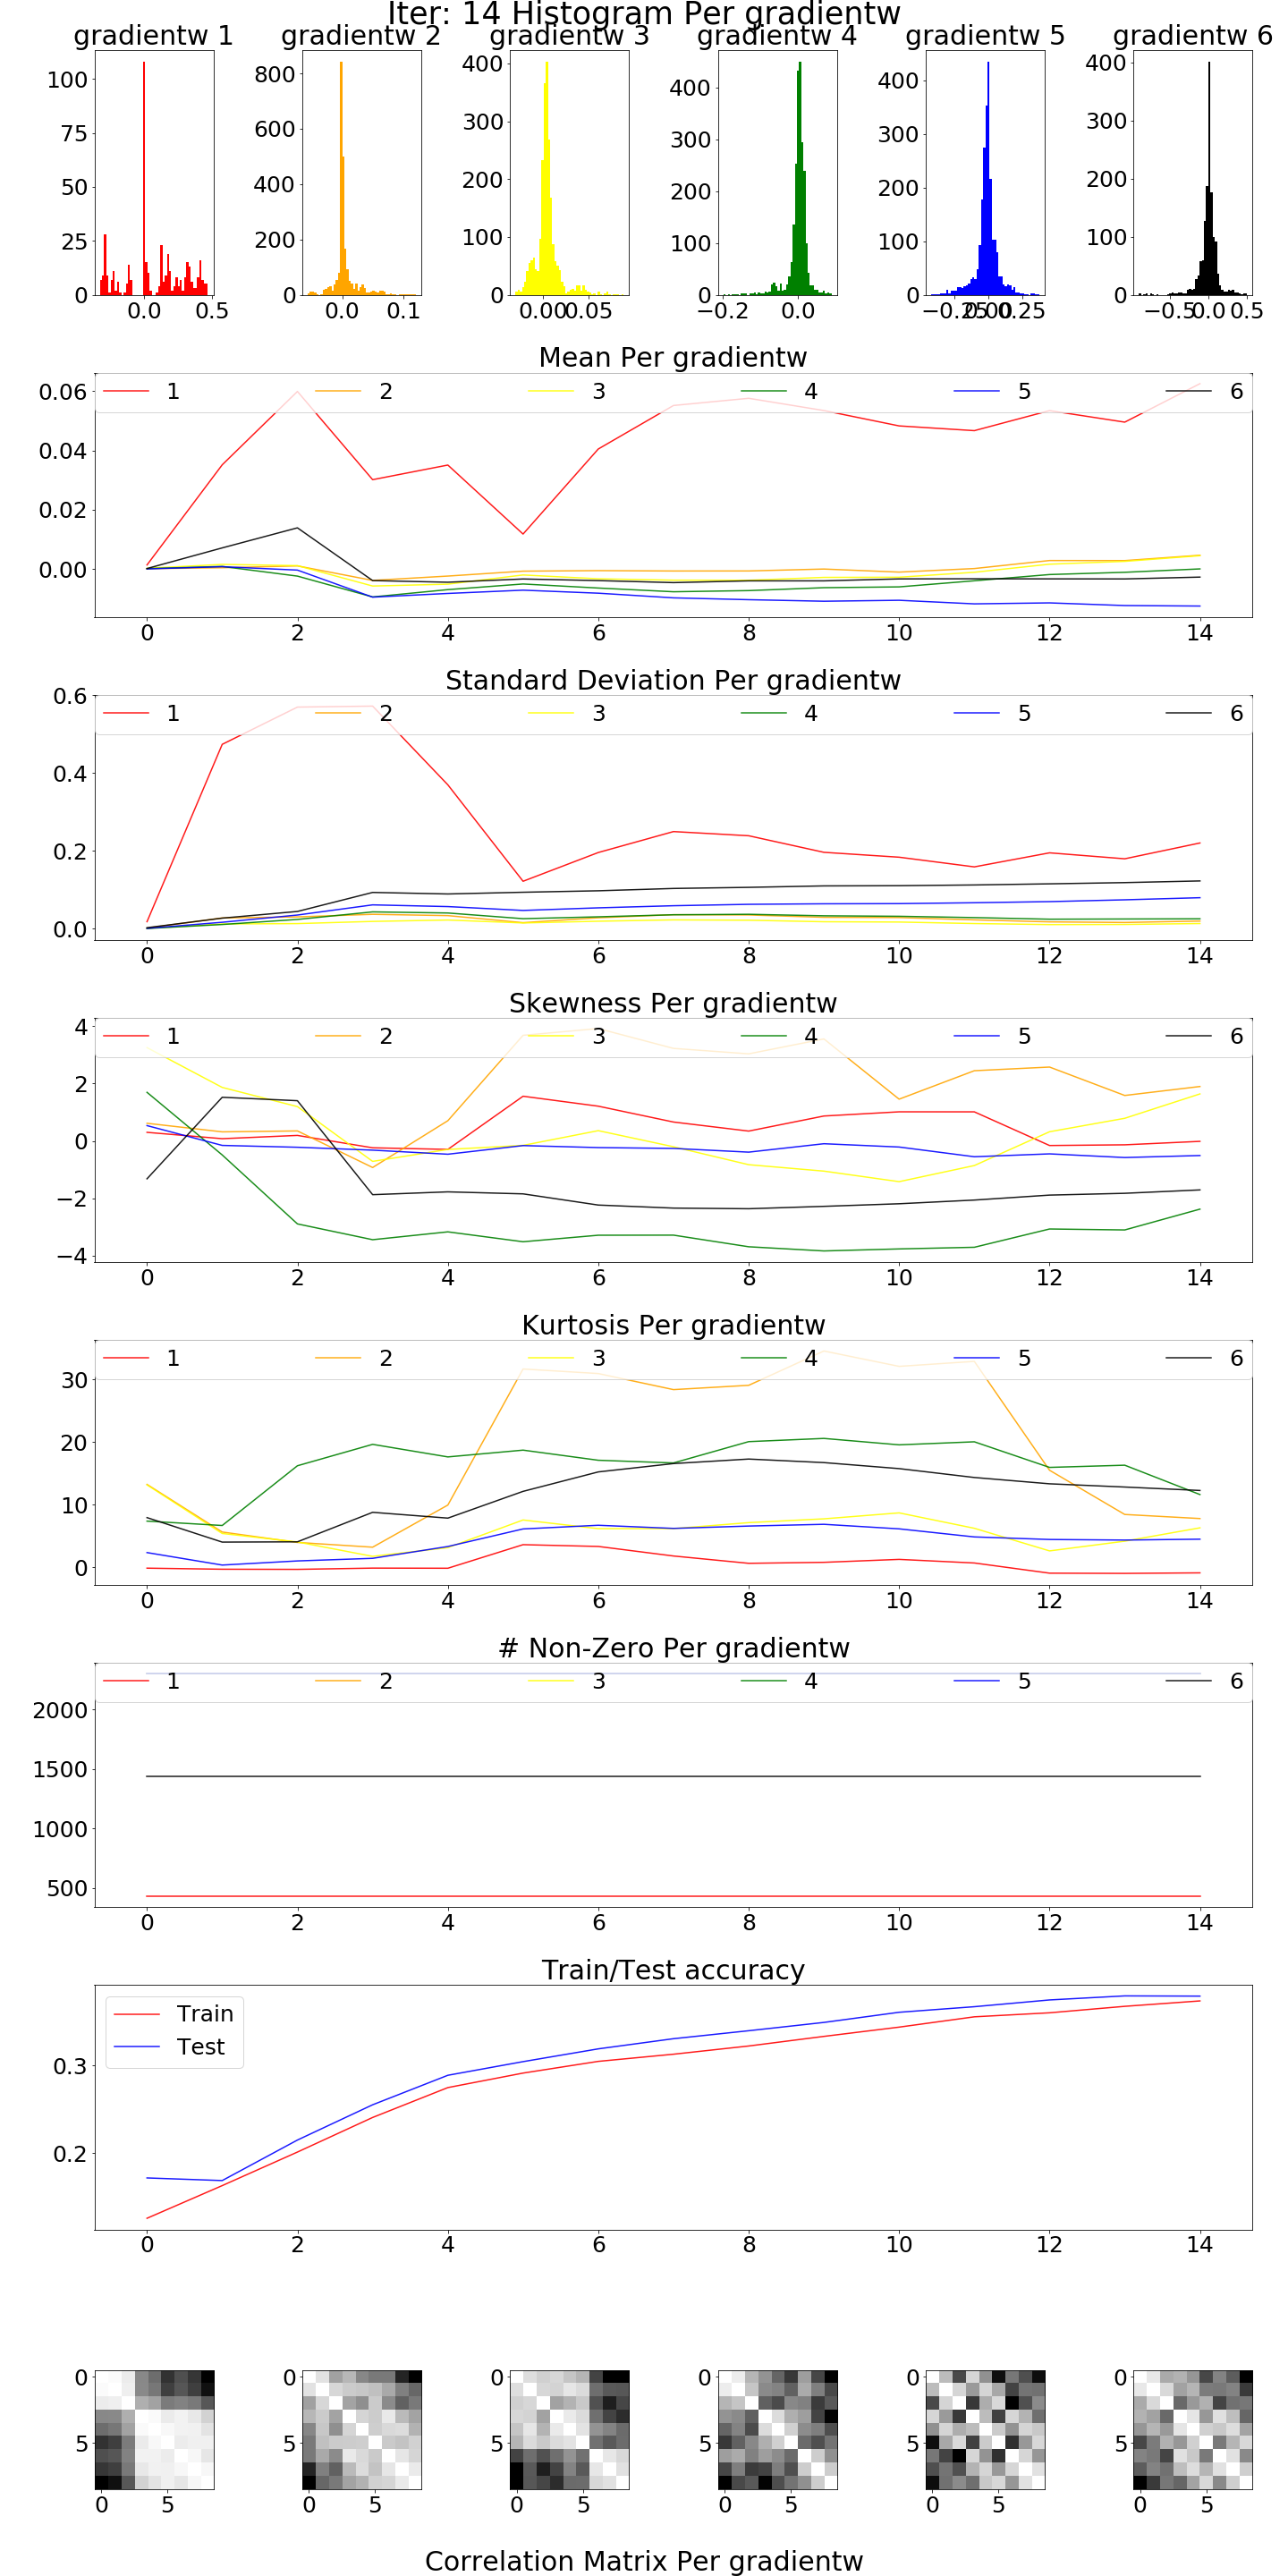 Iter: 14 Histogram Per gradientw
gradientw 1 gradientw 2 gradientw 3 gradientw 4 gradientw 5 gradientw 6
100 75 50 25 0
0.0 0.5
800 600 400 200 0
0.0 0.1
400 300 200 100 0
0.00 0.05
400 300 200 100 0
−0.2 0.0
400 300 200 100 0
−0.25 0.00 0.25
400 300 200 100 0
−0.5 0.0 0.5
Mean Per gradientw
1 2 3 4 5 6
0.06
0.04
0.02
0.00
0 2 4 6 8 10 12 14
Standard Deviation Per gradientw
1 2 3 4 5 6
0.6
0.4
0.2
0.0
0 2 4 6 8 10 12 14
Skewness Per gradientw
1 2 3 4 5 6
4
2
0
−2
−4
0 2 4 6 8 10 12 14
Kurtosis Per gradientw
1 2 3 4 5 6
30
20
10
0
0 2 4 6 8 10 12 14
# Non-Zero Per gradientw
1 2 3 4 5 6
2000
1500
1000
500
0 2 4 6 8 10 12 14
Train/Test accuracy
Train
Test
0.3
0.2
0 2 4 6 8 10 12 14
0 0 0 0 0 0
5 5 5 5 5 5
0 5 0 5 0 5 0 5 0 5 0 5
Correlation Matrix Per gradientw